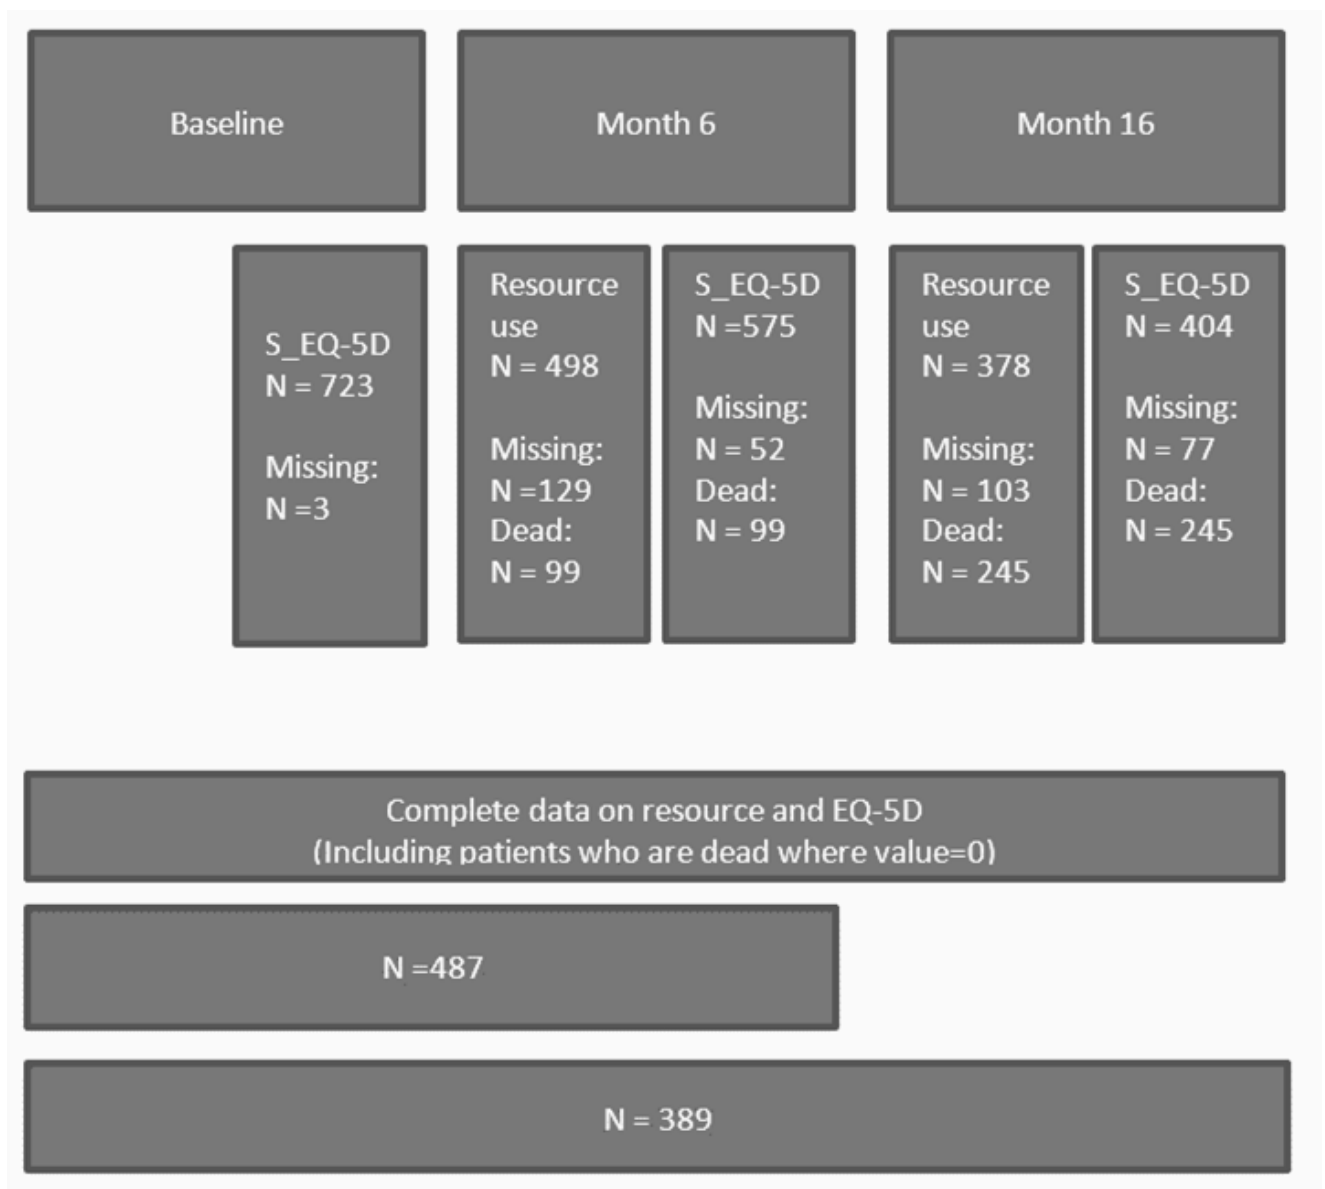 Baseline
Month 6
Month 16
S_EQ-5D
N = 723
Missing:
N =3
Resource
use
N = 498
Missing:
N =129
Dead:
N = 99
S_EQ-5D
N =575
Missing:
N = 52
Dead:
N = 99
Resource
use
N = 378
Missing:
N = 103
Dead:
N = 245
S_EQ-5D
N = 404
Missing:
N = 77
Dead:
N = 245
Complete data on resource and EQ-5D
(Including patients who are dead where value=0)
N =487
N = 389